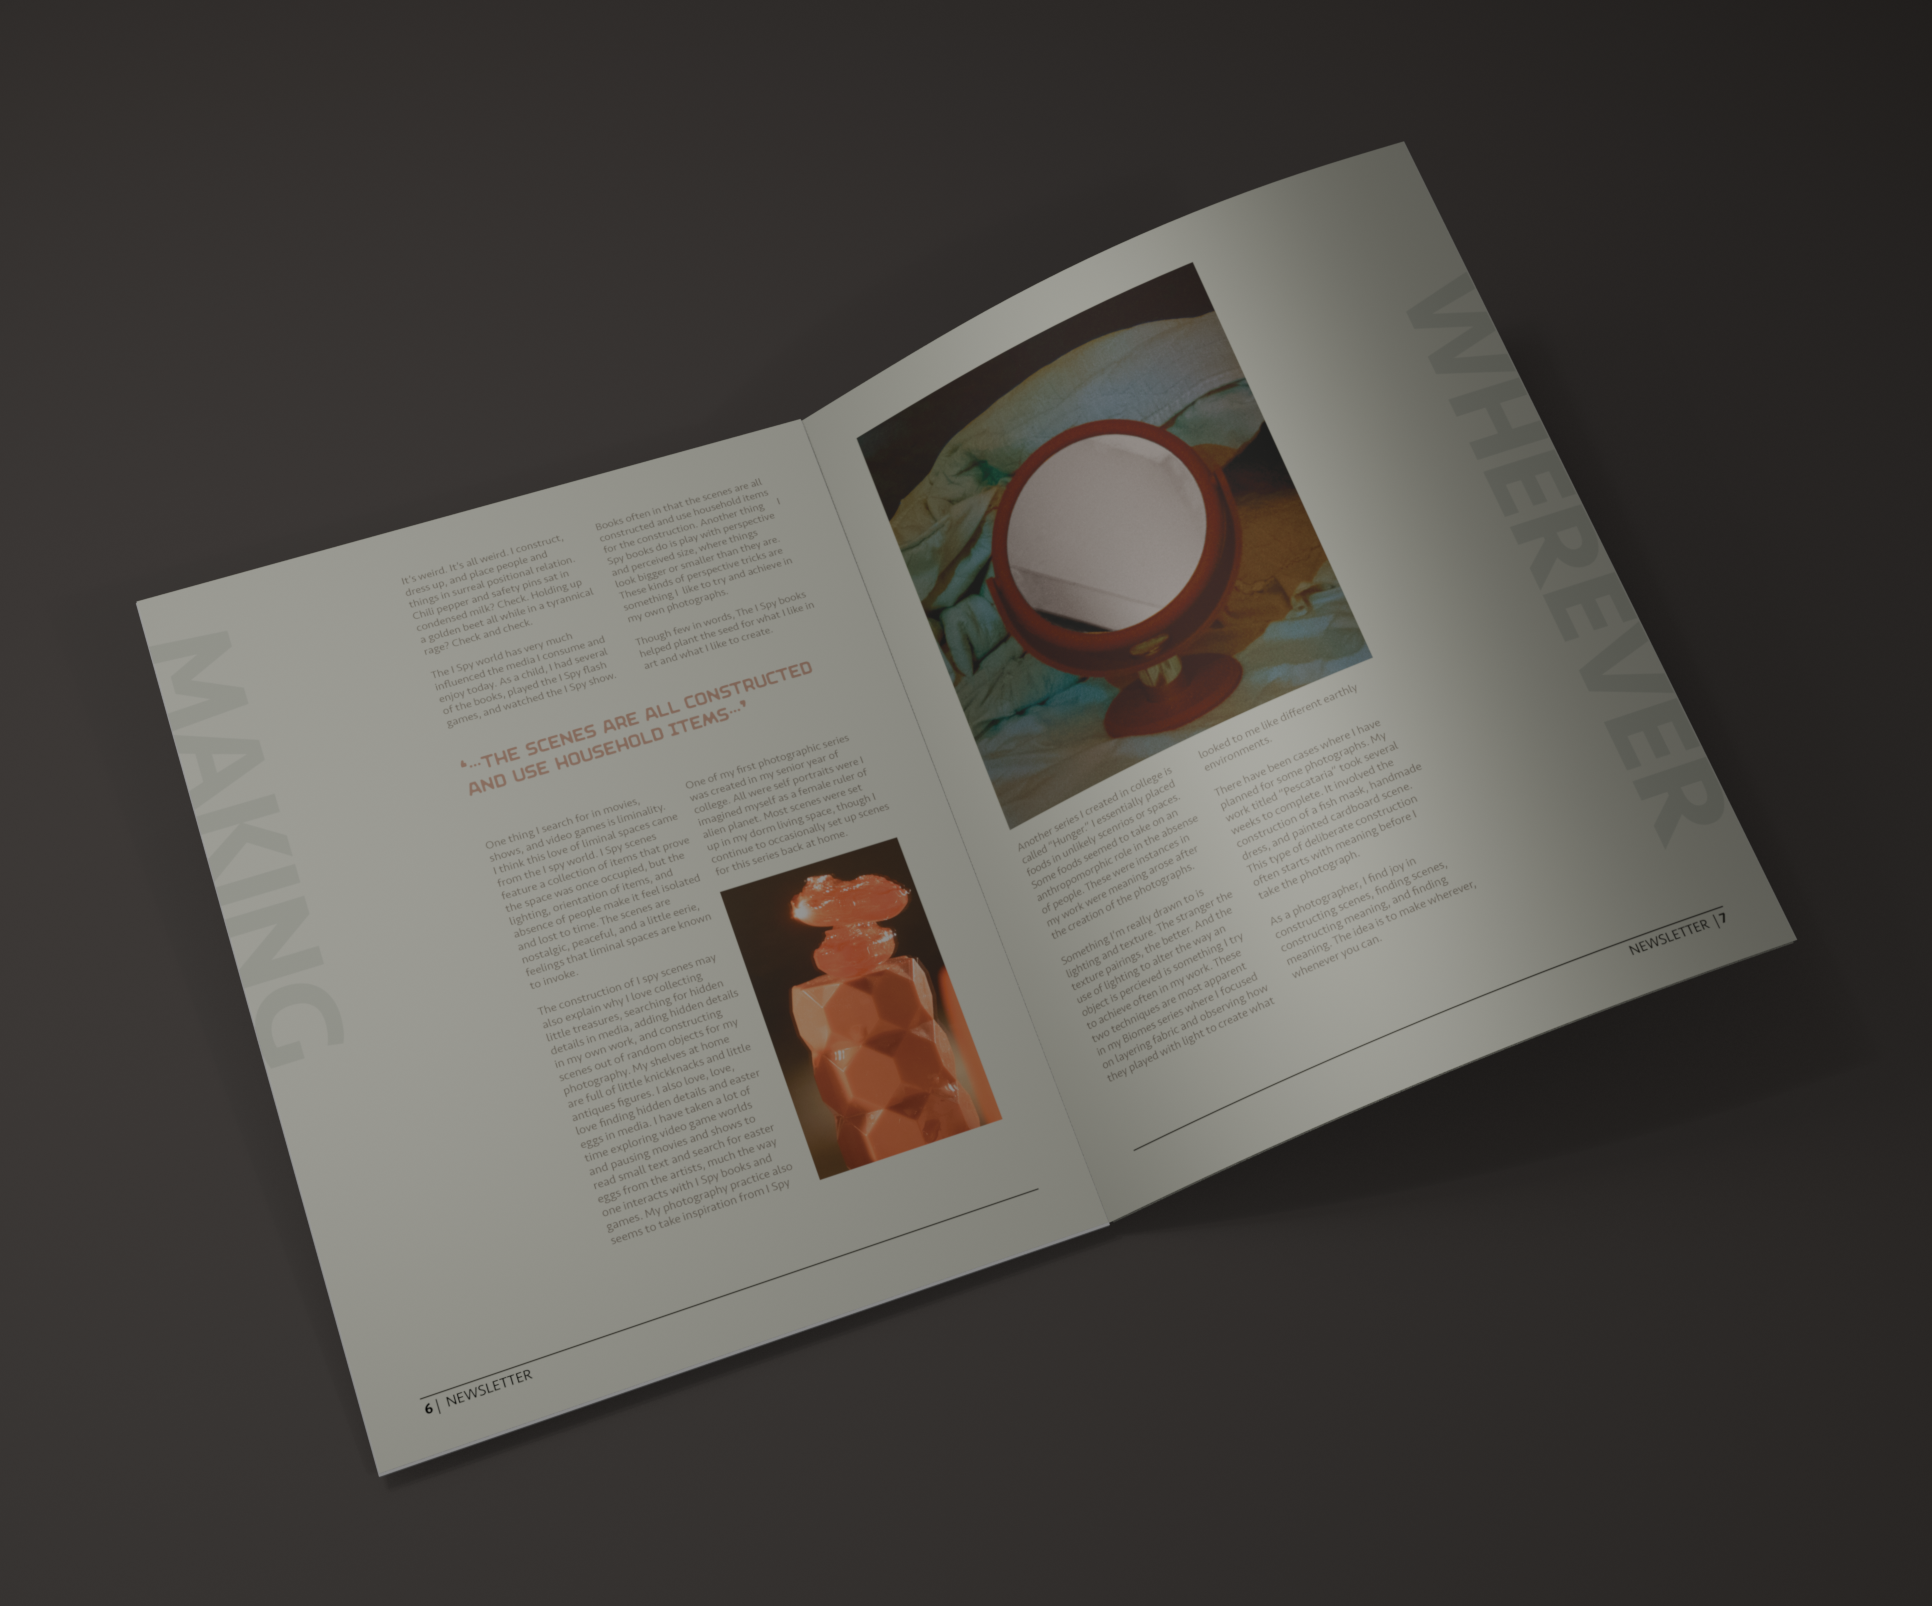 MAKING
It's weird. It's all weird. I construct,
dress up, and place people and
things in surreal positional relation.
Chili pepper and safety pins sat in
condensed milk? Check. Holding up
a golden beet all while in a tyrannical
rage? Check and check.
The I Spy world has very much
influenced the media I consume and
enjoy today. As a child, I had several
of the books, played the I Spy flash
games, and watched the I Spy show.
Books often in that the scenes are all
constructed and use household items
for the construction. Another thing I
Spy books do is play with perspective
and perceived size, where things
look bigger or smaller than they are.
These kinds of perspective tricks are
something I like to try and achieve in
my own photographs.
Though few in words, The I Spy books
helped plant the seed for what I like in
art and what I like to create.
‘...THE SCENES ARE ALL CONSTRUCTED
AND USE HOUSEHOLD ITEMS...’
One thing I search for in movies,
shows, and video games is liminality.
I think this love of liminal spaces came
from the I Spy world. I Spy scenes
feature a collection of items that prove
the space was once occupied, but the
lighting, orientation of items, and
absence of people make it feel isolated
and lost to time. The scenes are
nostalgic, peaceful, and a little eerie,
feelings that liminal spaces are known
to invoke.
The construction of I spy scenes may
also explain why I love collecting
little treasures, searching for hidden
details in media, adding hidden details
in my own work, and constructing
scenes out of random objects for my
photography. My shelves at home
are full of little knickknacks and little
antiques figures. I also love, love,
love finding hidden details and easter
eggs in media. I have taken a lot of
time exploring video game worlds
and pausing movies and shows to
read small text and search for easter
eggs from the artists, much the way
one interacts with I Spy books and
games. My photography practice also
seems to take inspiration from I Spy
One of my first photographic series
was created in my senior year of
college. All were self portraits were I
imagined myself as a female ruler of
alien planet. Most scenes were set
up in my dorm living space, though I
continue to occasionally set up scenes
for this series back at home.
6 | NEWSLETTER
Another series I created in college is
called "Hunger." I essentially placed
foods in unlikely scenrios or spaces.
Some foods seemed to take on an
anthropomorphic role in the absense
of people. These were instances in
my work were meaning arose after
the creation of the photographs.
Something I'm really drawn to is
lighting and texture. The stranger the
texture pairings, the better. And the
use of lighting to alter the way an
object is percieved is something I try
to achieve often in my work. These
two techniques are most apparent
in my Biomes series where I focused
on layering fabric and observing how
they played with light to create what
looked to me like different earthly
environments.
There have been cases where I have
planned for some photographs. My
work titled "Pescataria" took several
weeks to complete. It involved the
construction of a fish mask, handmade
dress, and painted cardboard scene.
This type of deliberate construction
often starts with meaning before I
take the photograph.
As a photographer, I find joy in
constructing scenes, finding scenes,
constructing meaning, and finding
meaning. The idea is to make wherever,
whenever you can.
WHEREVER
NEWSLETTER | 7